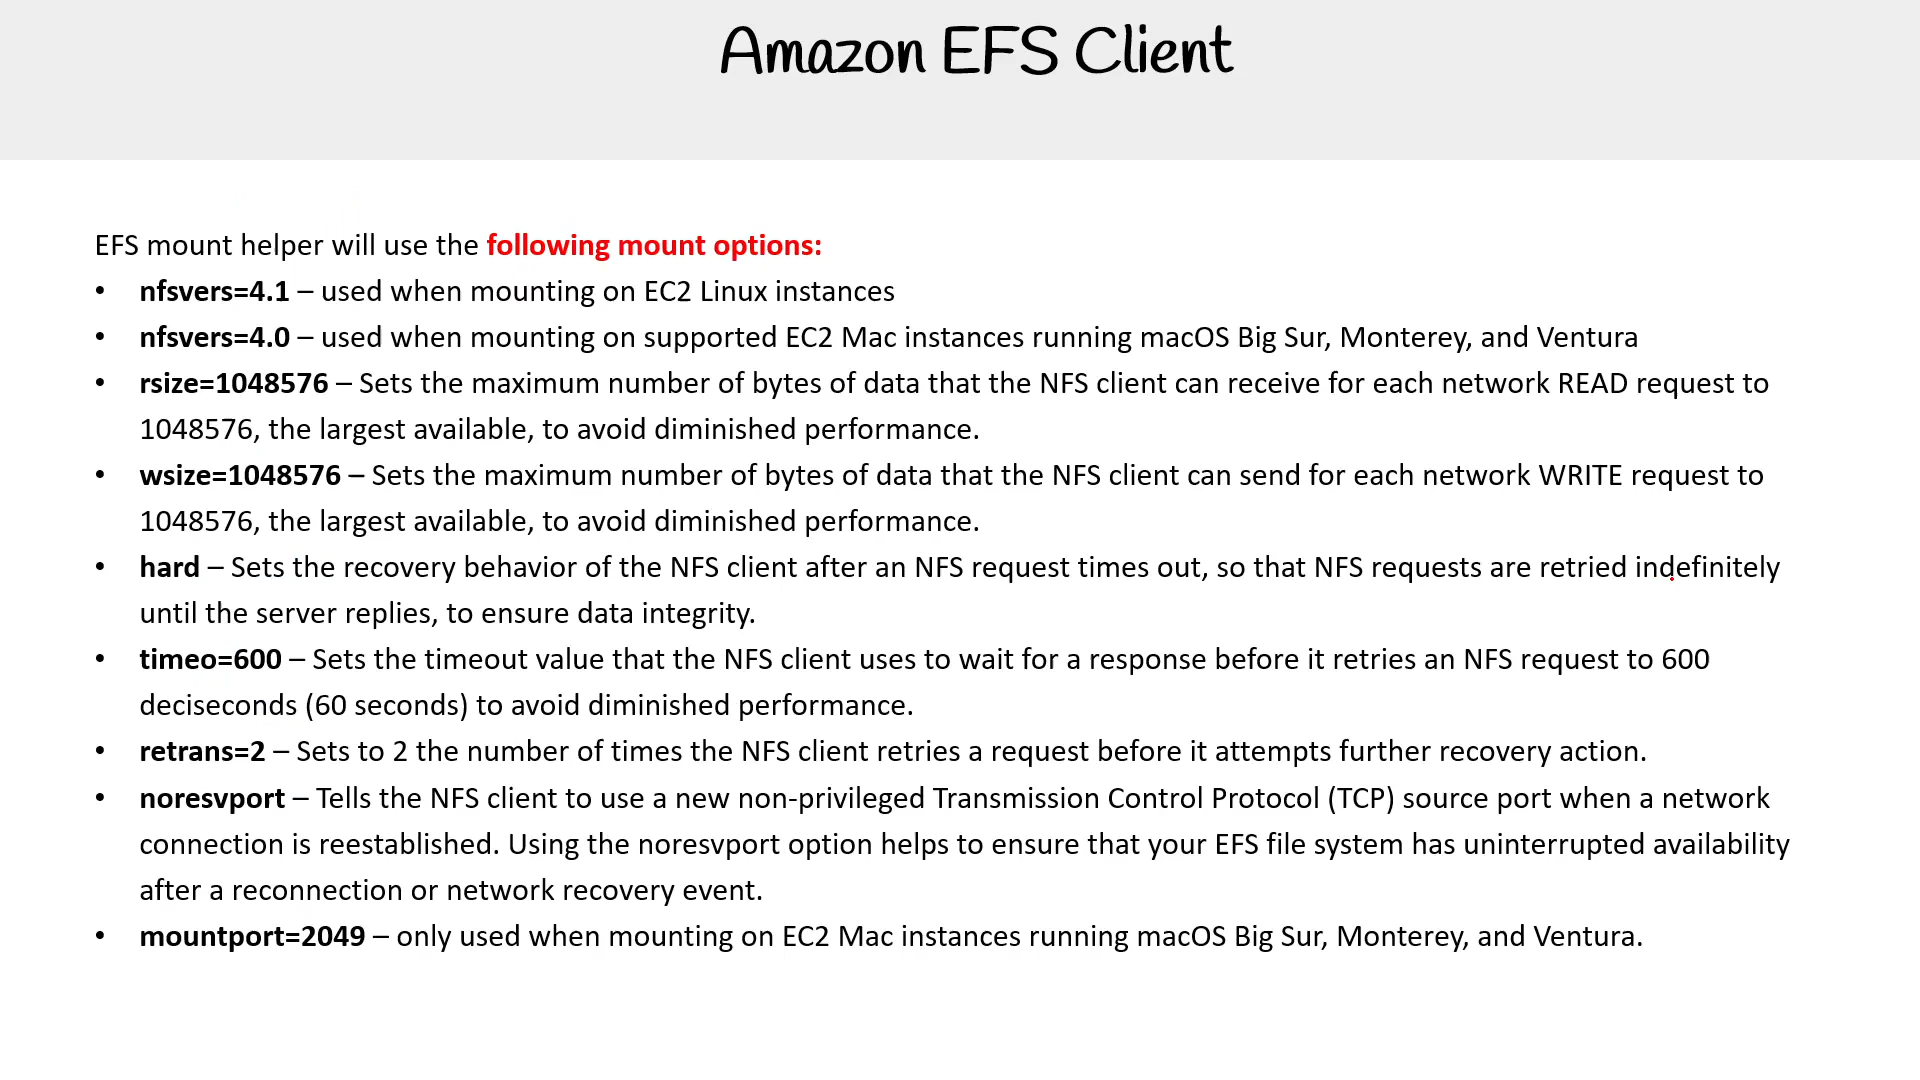 Amazon EFS Client
EFS mount helper will use the following mount options:
• nfsvers=4.1 – used when mounting on EC2 Linux instances
• nfsvers=4.0 – used when mounting on supported EC2 Mac instances running macOS Big Sur, Monterey, and Ventura
• rsize=1048576 – Sets the maximum number of bytes of data that the NFS client can receive for each network READ request to
1048576, the largest available, to avoid diminished performance.
• wsize=1048576 – Sets the maximum number of bytes of data that the NFS client can send for each network WRITE request to
1048576, the largest available, to avoid diminished performance.
• hard – Sets the recovery behavior of the NFS client after an NFS request times out, so that NFS requests are retried indefinitely
until the server replies, to ensure data integrity.
• timeo=600 – Sets the timeout value that the NFS client uses to wait for a response before it retries an NFS request to 600
deciseconds (60 seconds) to avoid diminished performance.
• retrans=2 – Sets to 2 the number of times the NFS client retries a request before it attempts further recovery action.
• noresvport – Tells the NFS client to use a new non-privileged Transmission Control Protocol (TCP) source port when a network
connection is reestablished. Using the noresvport option helps to ensure that your EFS file system has uninterrupted availability
after a reconnection or network recovery event.
• mountport=2049 – only used when mounting on EC2 Mac instances running macOS Big Sur, Monterey, and Ventura.